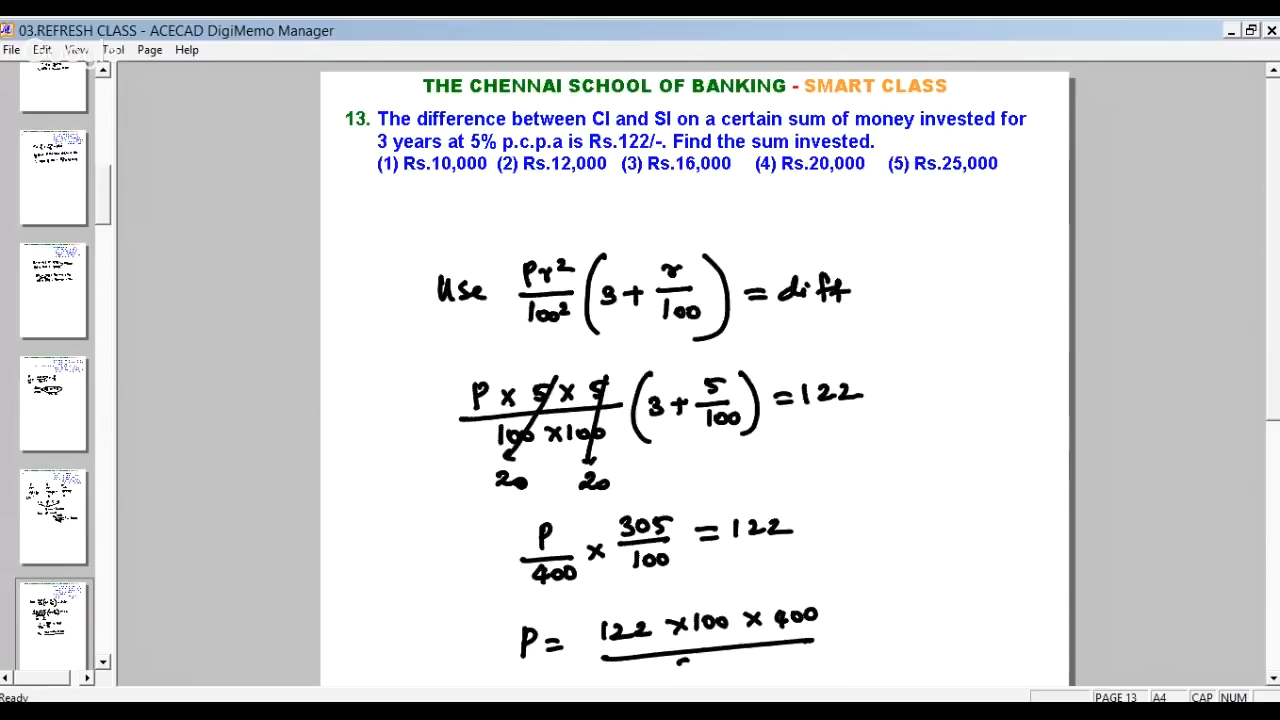 03.REFRESH CLASS - ACECAD DigiMemo Manager
File Edit View Tool Page Help
THE CHENNAI SCHOOL OF BANKING - SMART CLASS
13. The difference between CI and SI on a certain sum of money invested for
3 years at 5% p.c.p.a is Rs.122/-. Find the sum invested.
(1) Rs.10,000 (2) Rs.12,000 (3) Rs.16,000 (4) Rs.20,000 (5) Rs.25,000
Use Pr²/100² (3 + r/100) = diff
P x 5 x 5 / 100 x 100 (3 + 5/100) = 122
20 20
P/400 x 305/100 = 122
P = 122 x 100 x 400
Ready PAGE 13 A4 CAP NUM